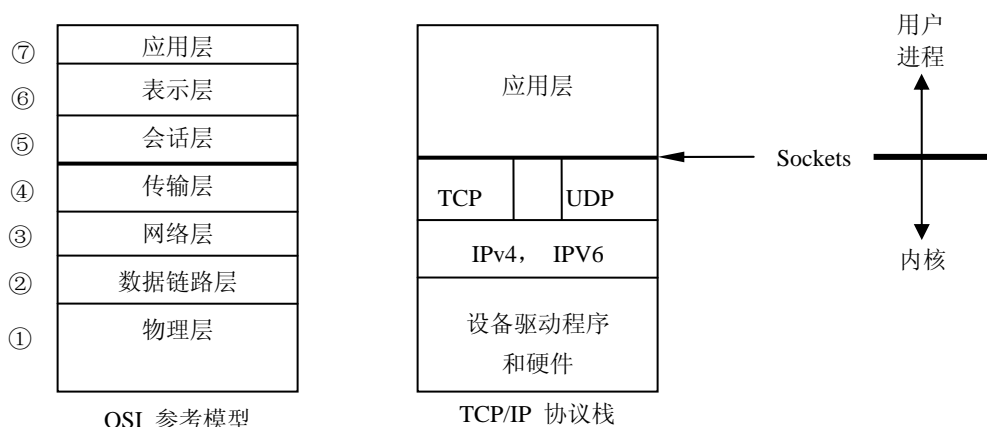 ⑦ 应用层
⑥ 表示层
⑤ 会话层
④ 传输层
③ 网络层
② 数据链路层
① 物理层
OSI 参考模型
应用层
TCP UDP
IPv4， IPV6
设备驱动程序
和硬件
TCP/IP 协议栈
Sockets
用户
进程
内核